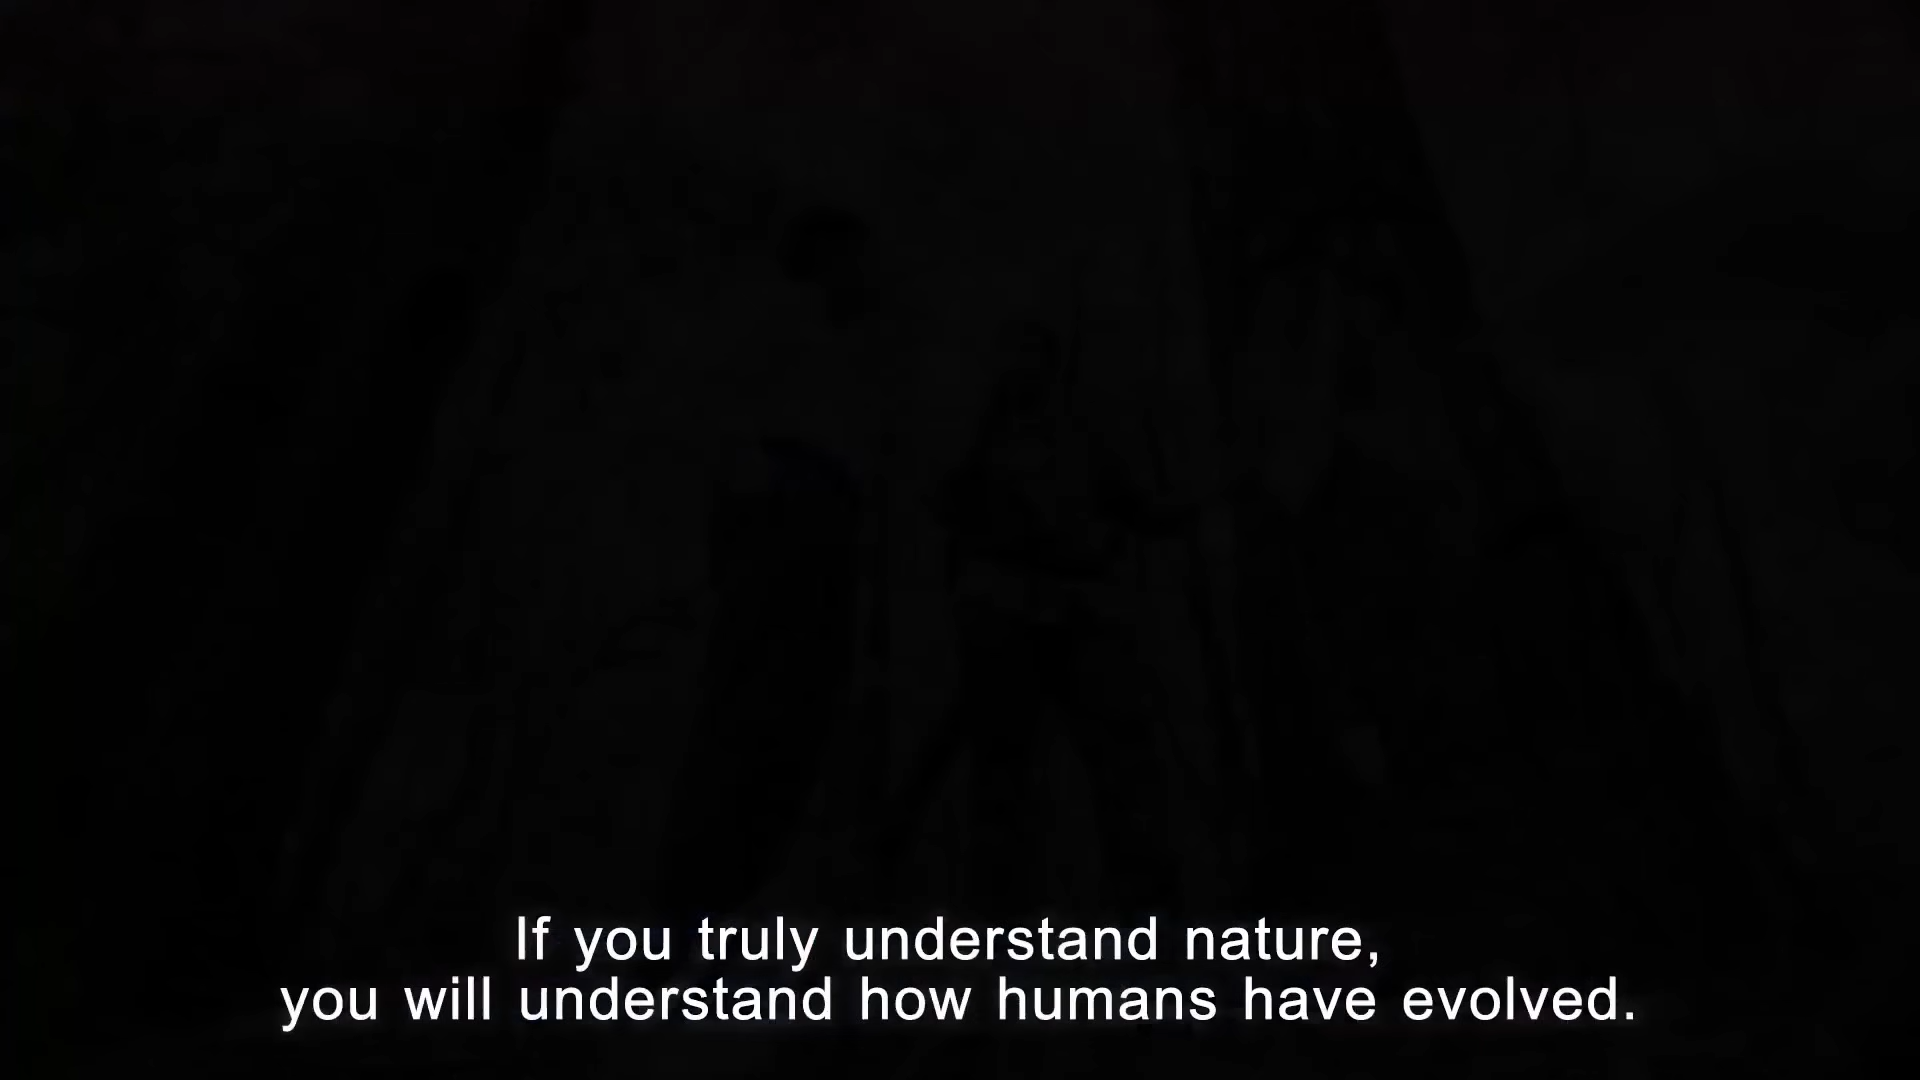 If you truly understand nature,
you will understand how humans have evolved.